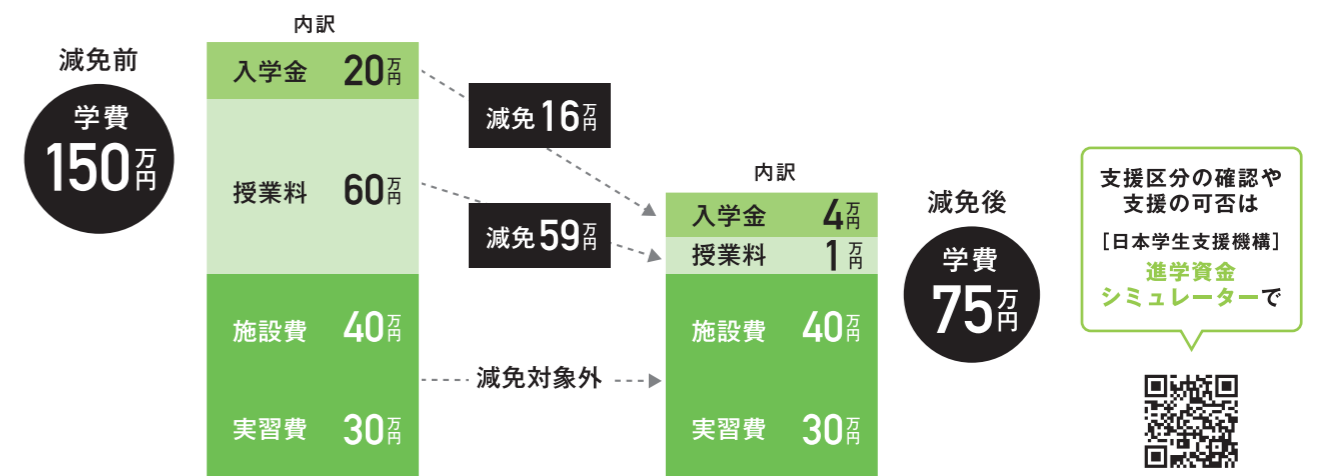 減免前
学費
150万円
内訳
入学金 20万円
授業料 60万円
施設費 40万円
実習費 30万円
減免16万円
減免59万円
減免対象外
内訳
入学金 4万円
授業料 1万円
施設費 40万円
実習費 30万円
減免後
学費
75万円
支援区分の確認や
支援の可否は
[日本学生支援機構]
進学資金
シミュレーターで